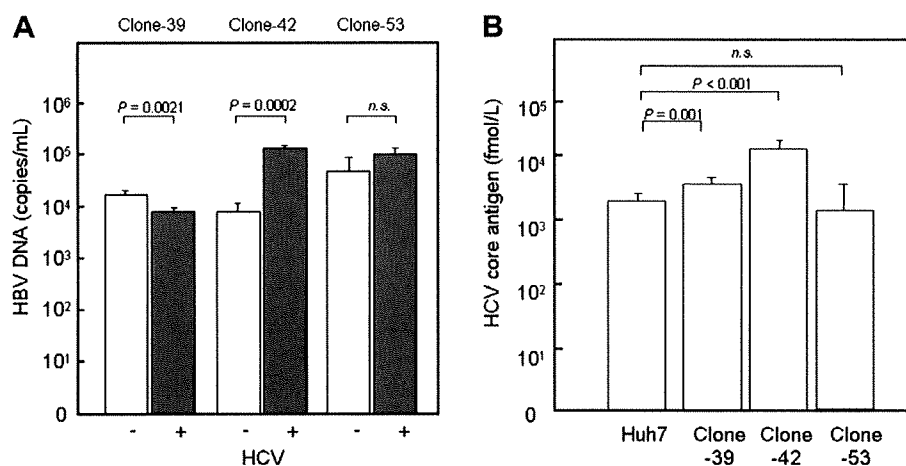 A
Clone-39 Clone-42 Clone-53
HBV DNA (copies/mL)
10⁶
10⁵
10⁴
10³
10²
10¹
0
P = 0.0021
P = 0.0002
n.s.
- + - + - +
HCV
B
HCV core antigen (fmol/L)
10⁵
10⁴
10³
10²
10¹
0
n.s.
P < 0.001
P = 0.001
Huh7 Clone Clone Clone
-39 -42 -53